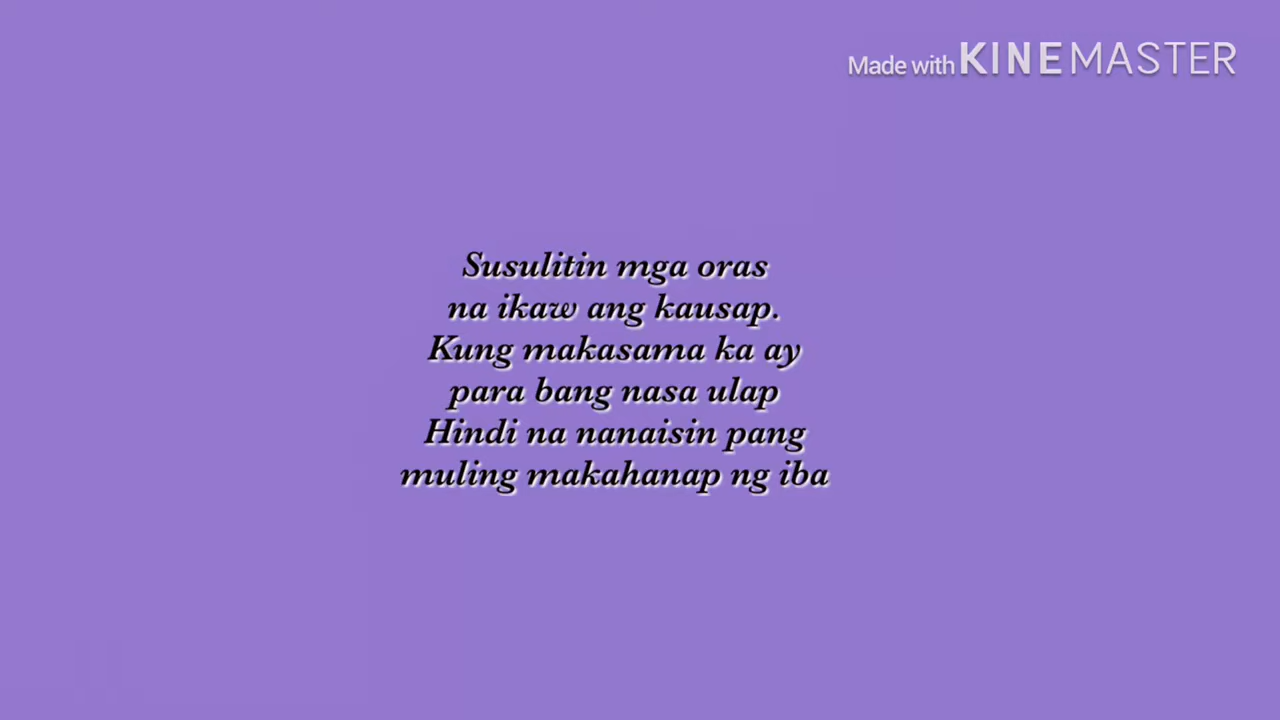 Made with KINEMASTER
Susulitin mga oras
na ikaw ang kausap.
Kung makasama ka ay
para bang nasa ulap
Hindi na nanaisin pang
muling makahanap ng iba